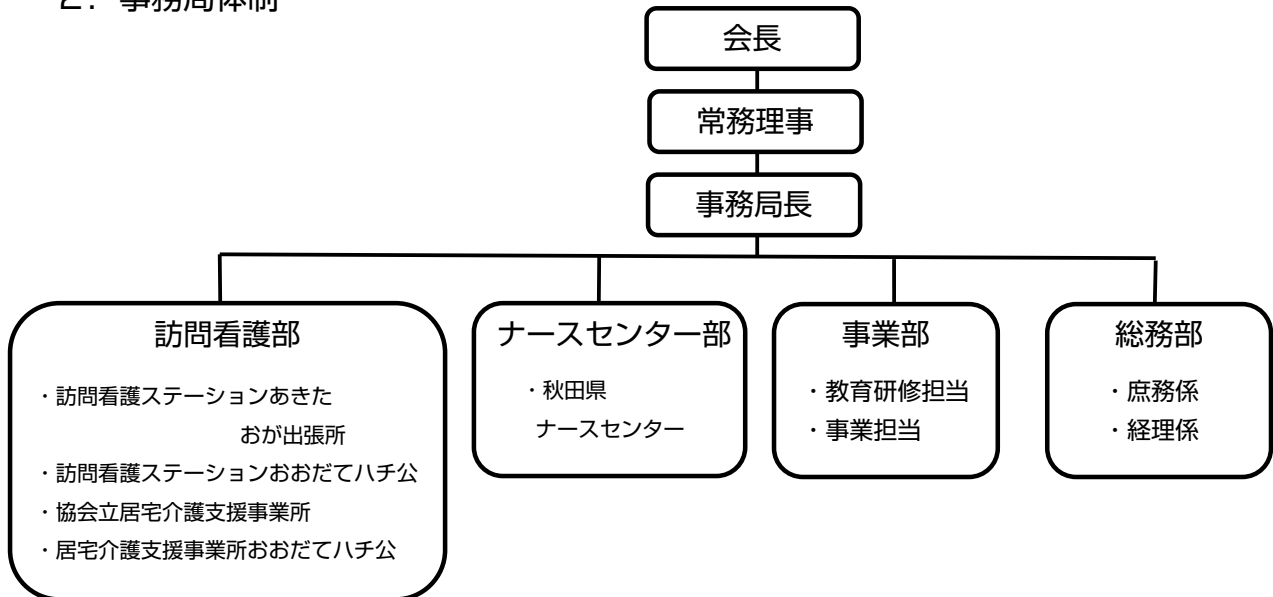 2．事務局体制
会長
常務理事
事務局長
訪問看護部
・訪問看護ステーションあきた
おが出張所
・訪問看護ステーションおおだてハチ公
・協会立居宅介護支援事業所
・居宅介護支援事業所おおだてハチ公
ナースセンター部
・秋田県
ナースセンター
事業部
・教育研修担当
・事業担当
総務部
・庶務係
・経理係